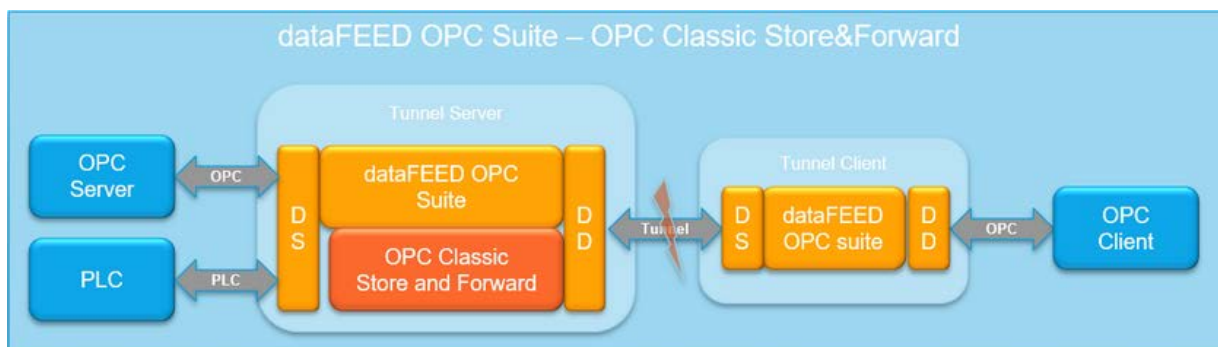 dataFEED OPC Suite – OPC Classic Store&Forward
Tunnel Server
OPC
Server
OPC
PLC
PLC
D
S
dataFEED OPC
Suite
OPC Classic
Store and Forward
D
D
Tunnel
Tunnel Client
D
S
dataFEED
OPC suite
D
D
OPC
OPC
Client